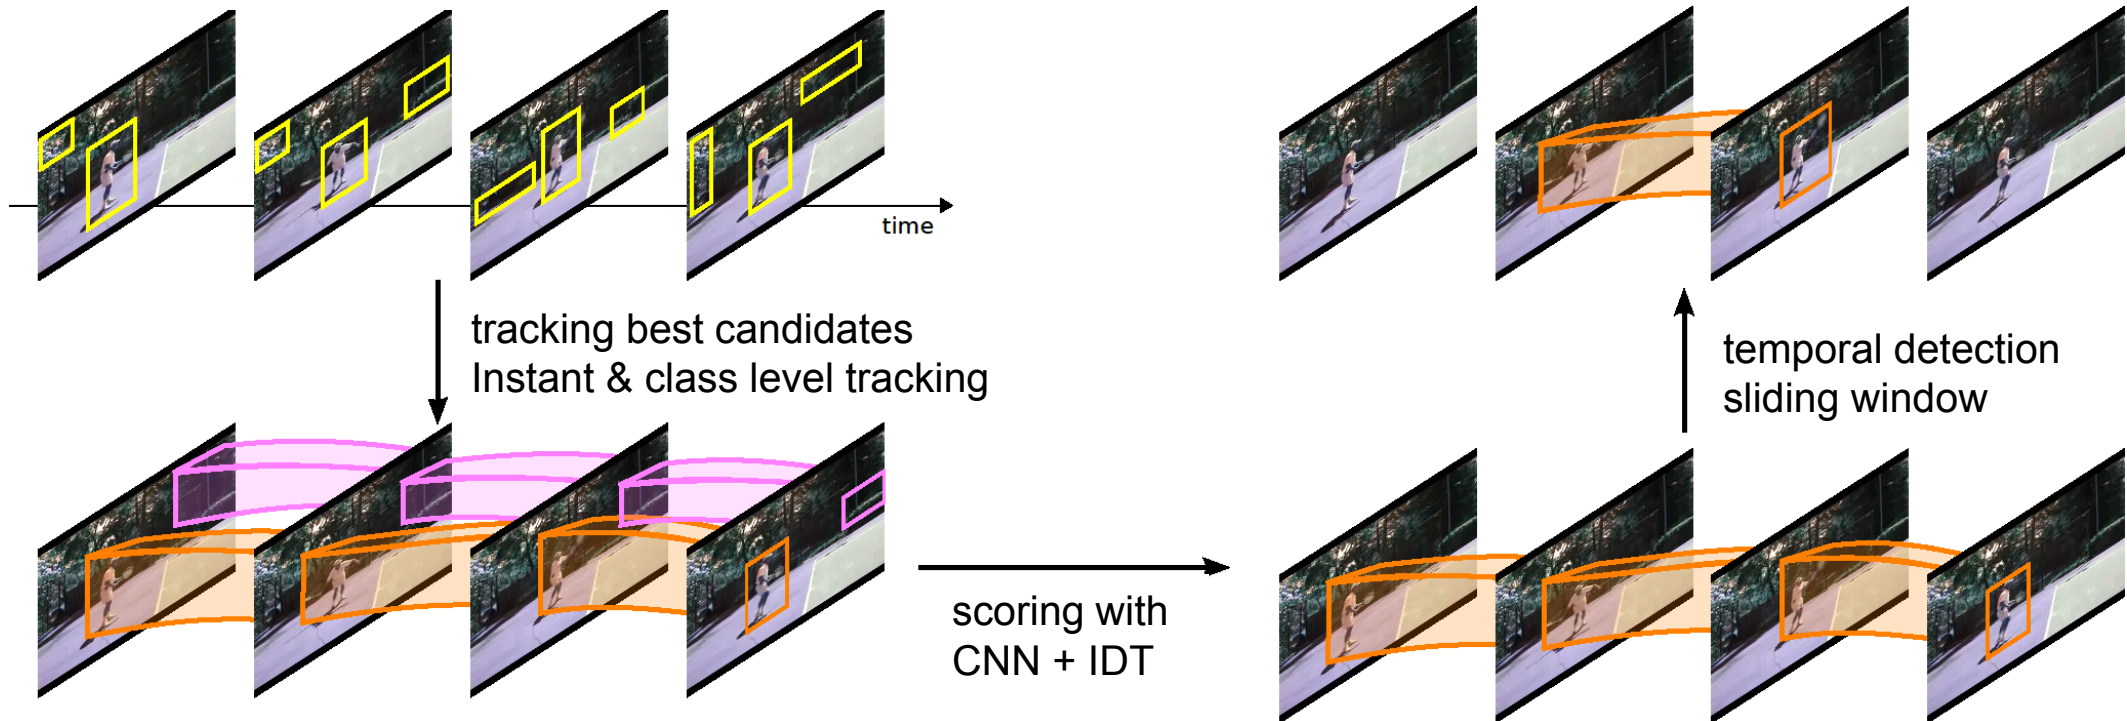 time
tracking best candidates
Instant & class level tracking
scoring with
CNN + IDT
temporal detection
sliding window